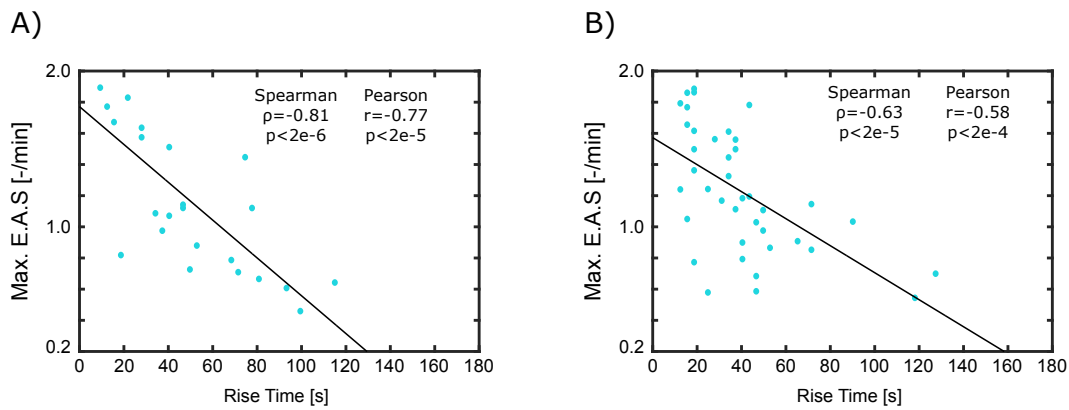 A)
B)
2.0
1.0
0.2
Max. E.A.S [-/min]
Spearman Pearson
ρ=-0.81 r=-0.77
p<2e-6 p<2e-5
0 20 40 60 80 100 120 140 160 180
Rise Time [s]
2.0
1.0
0.2
Max. E.A.S [-/min]
Spearman Pearson
ρ=-0.63 r=-0.58
p<2e-5 p<2e-4
0 20 40 60 80 100 120 140 160 180
Rise Time [s]